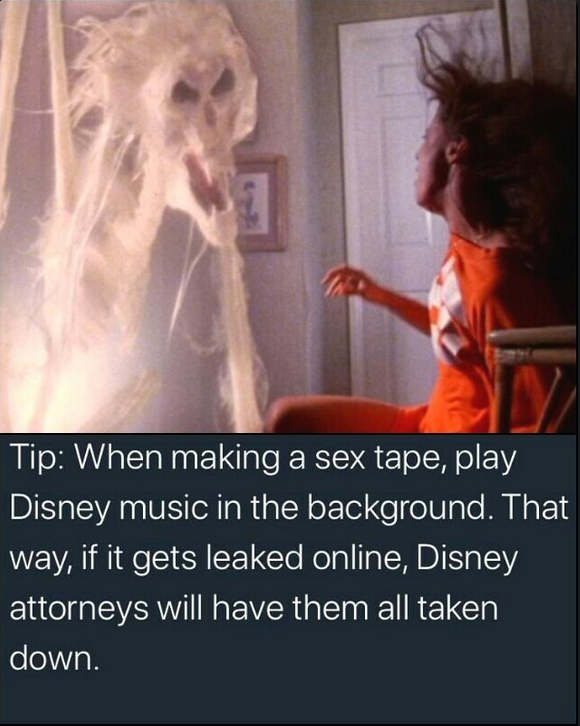 Tip: When making a sex tape, play
Disney music in the background. That
way, if it gets leaked online, Disney
attorneys will have them all taken
down.